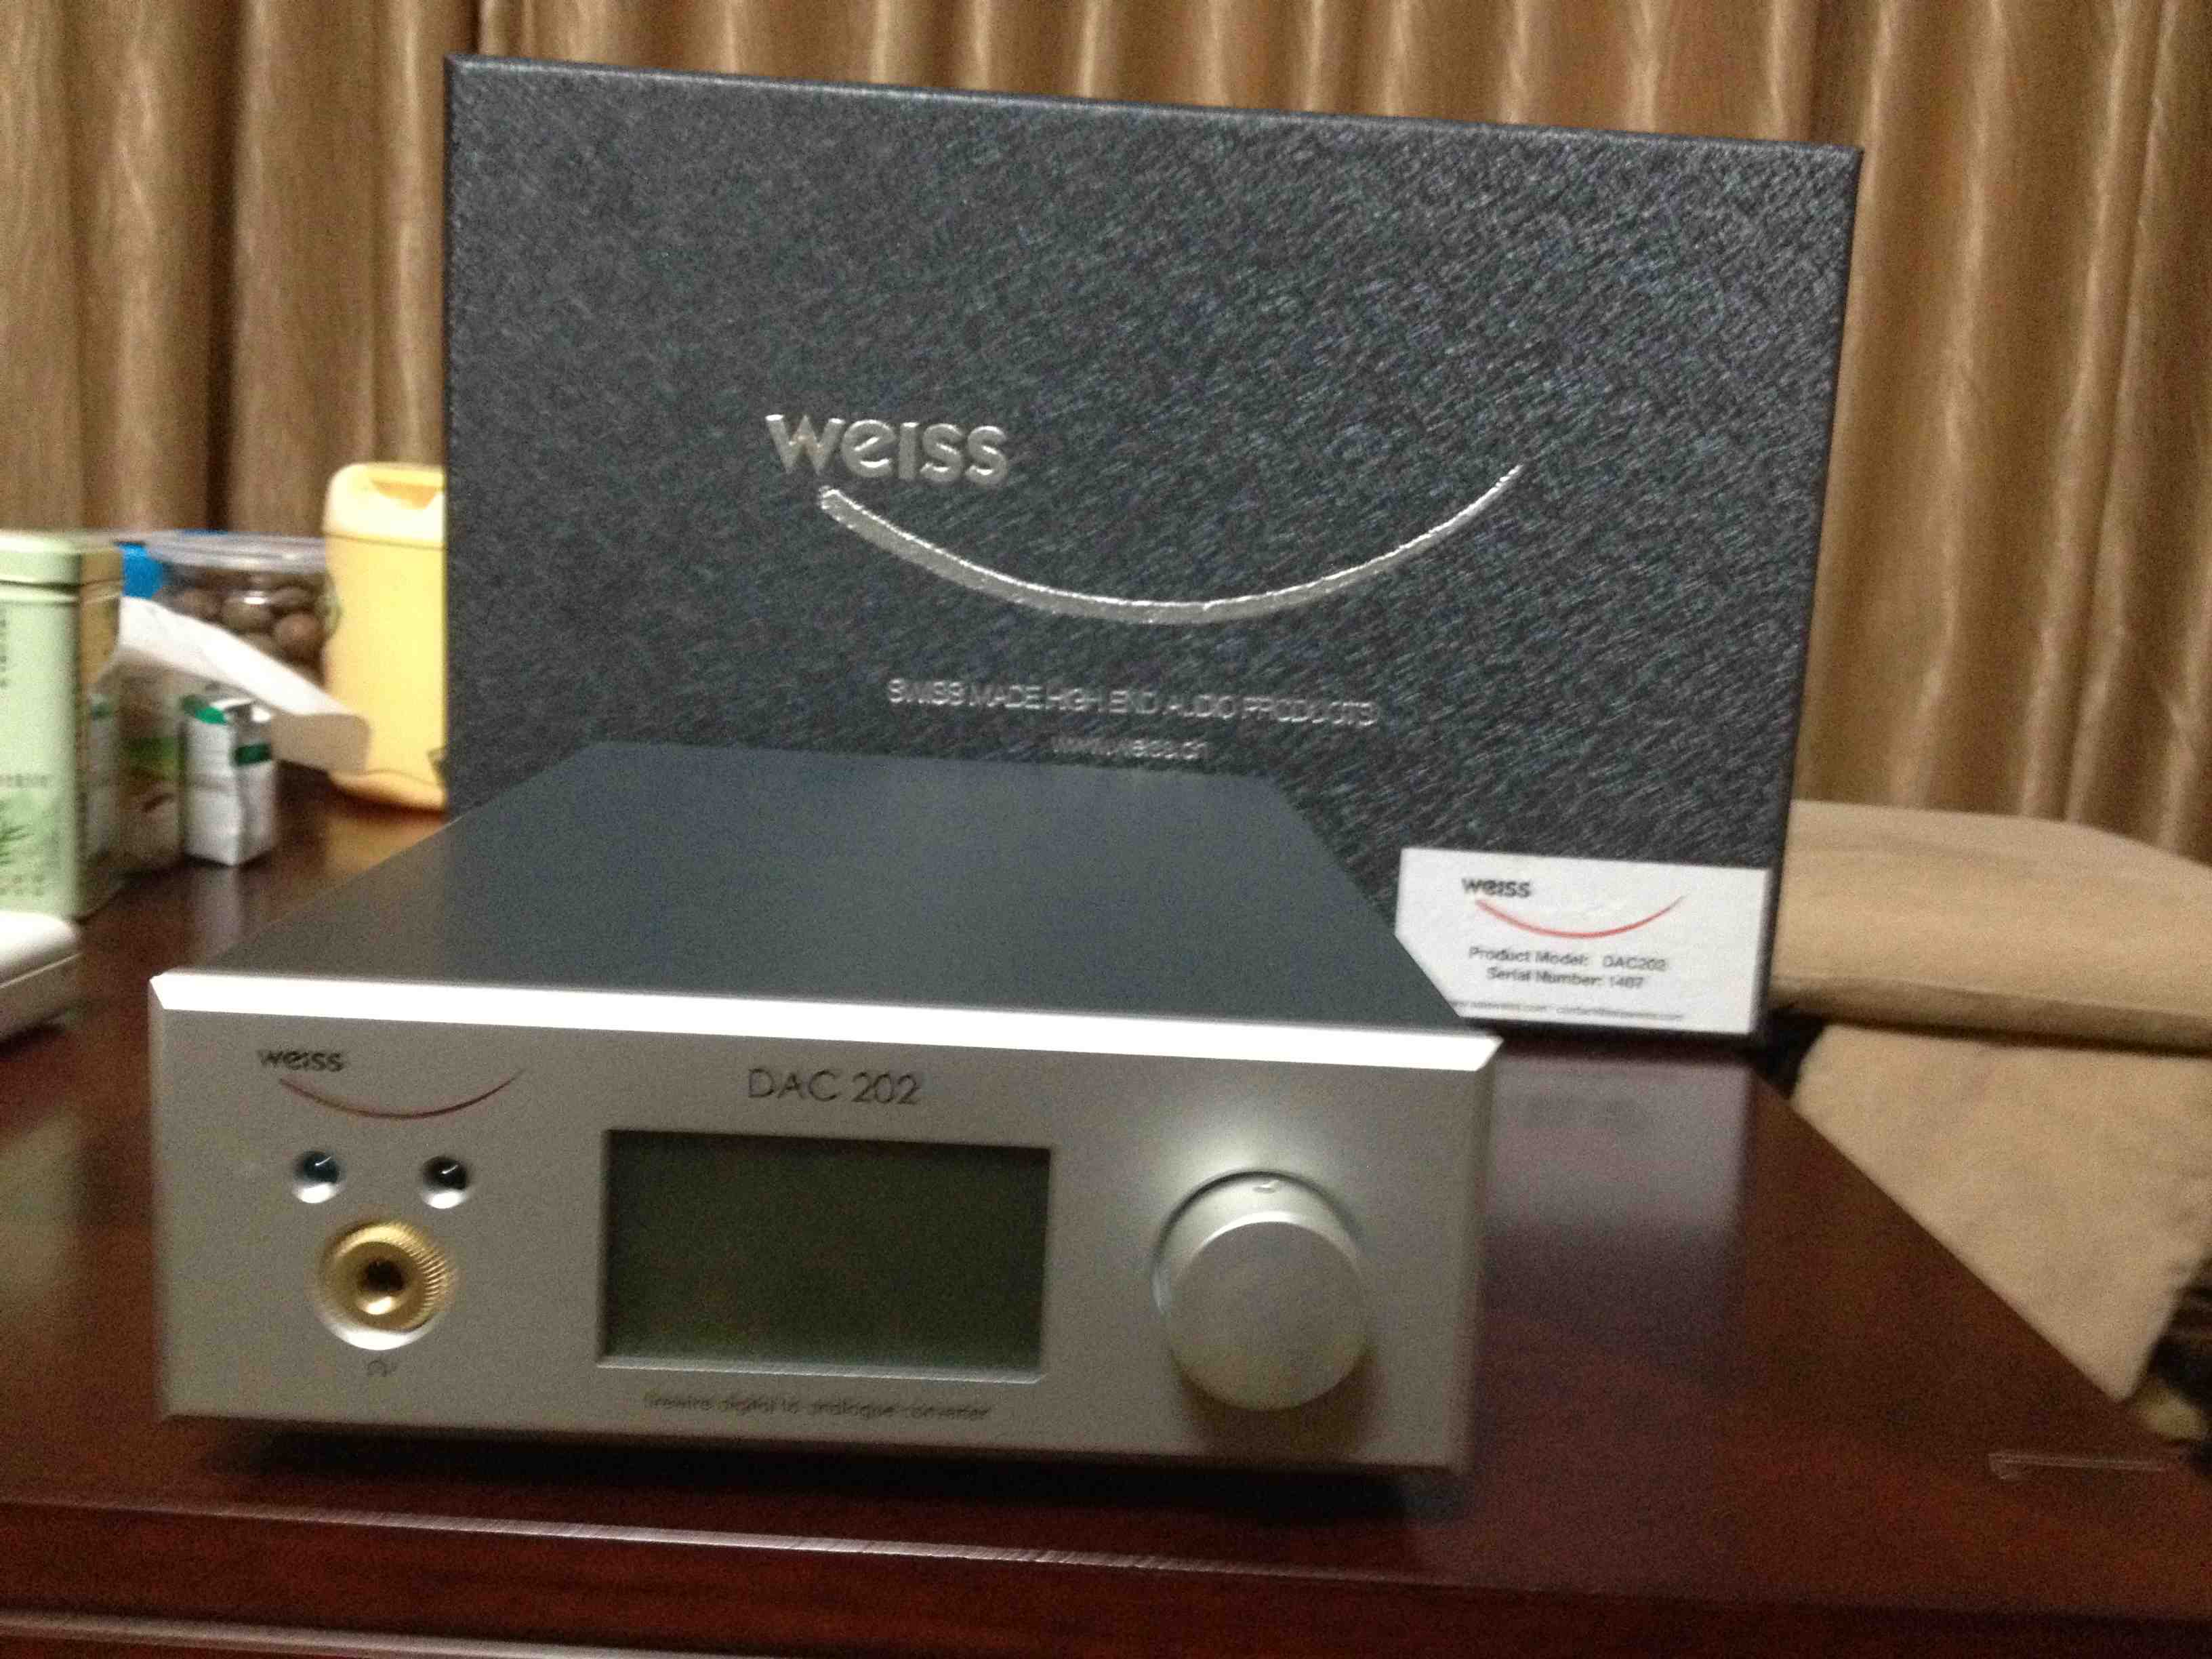 weiss
SWISS MADE HIGH END AUDIO PRODUCTS
www.weiss.ch
weiss
Product Model: DAC202
Serial Number: 1407
weiss
DAC 202
firewire digital to analogue converter